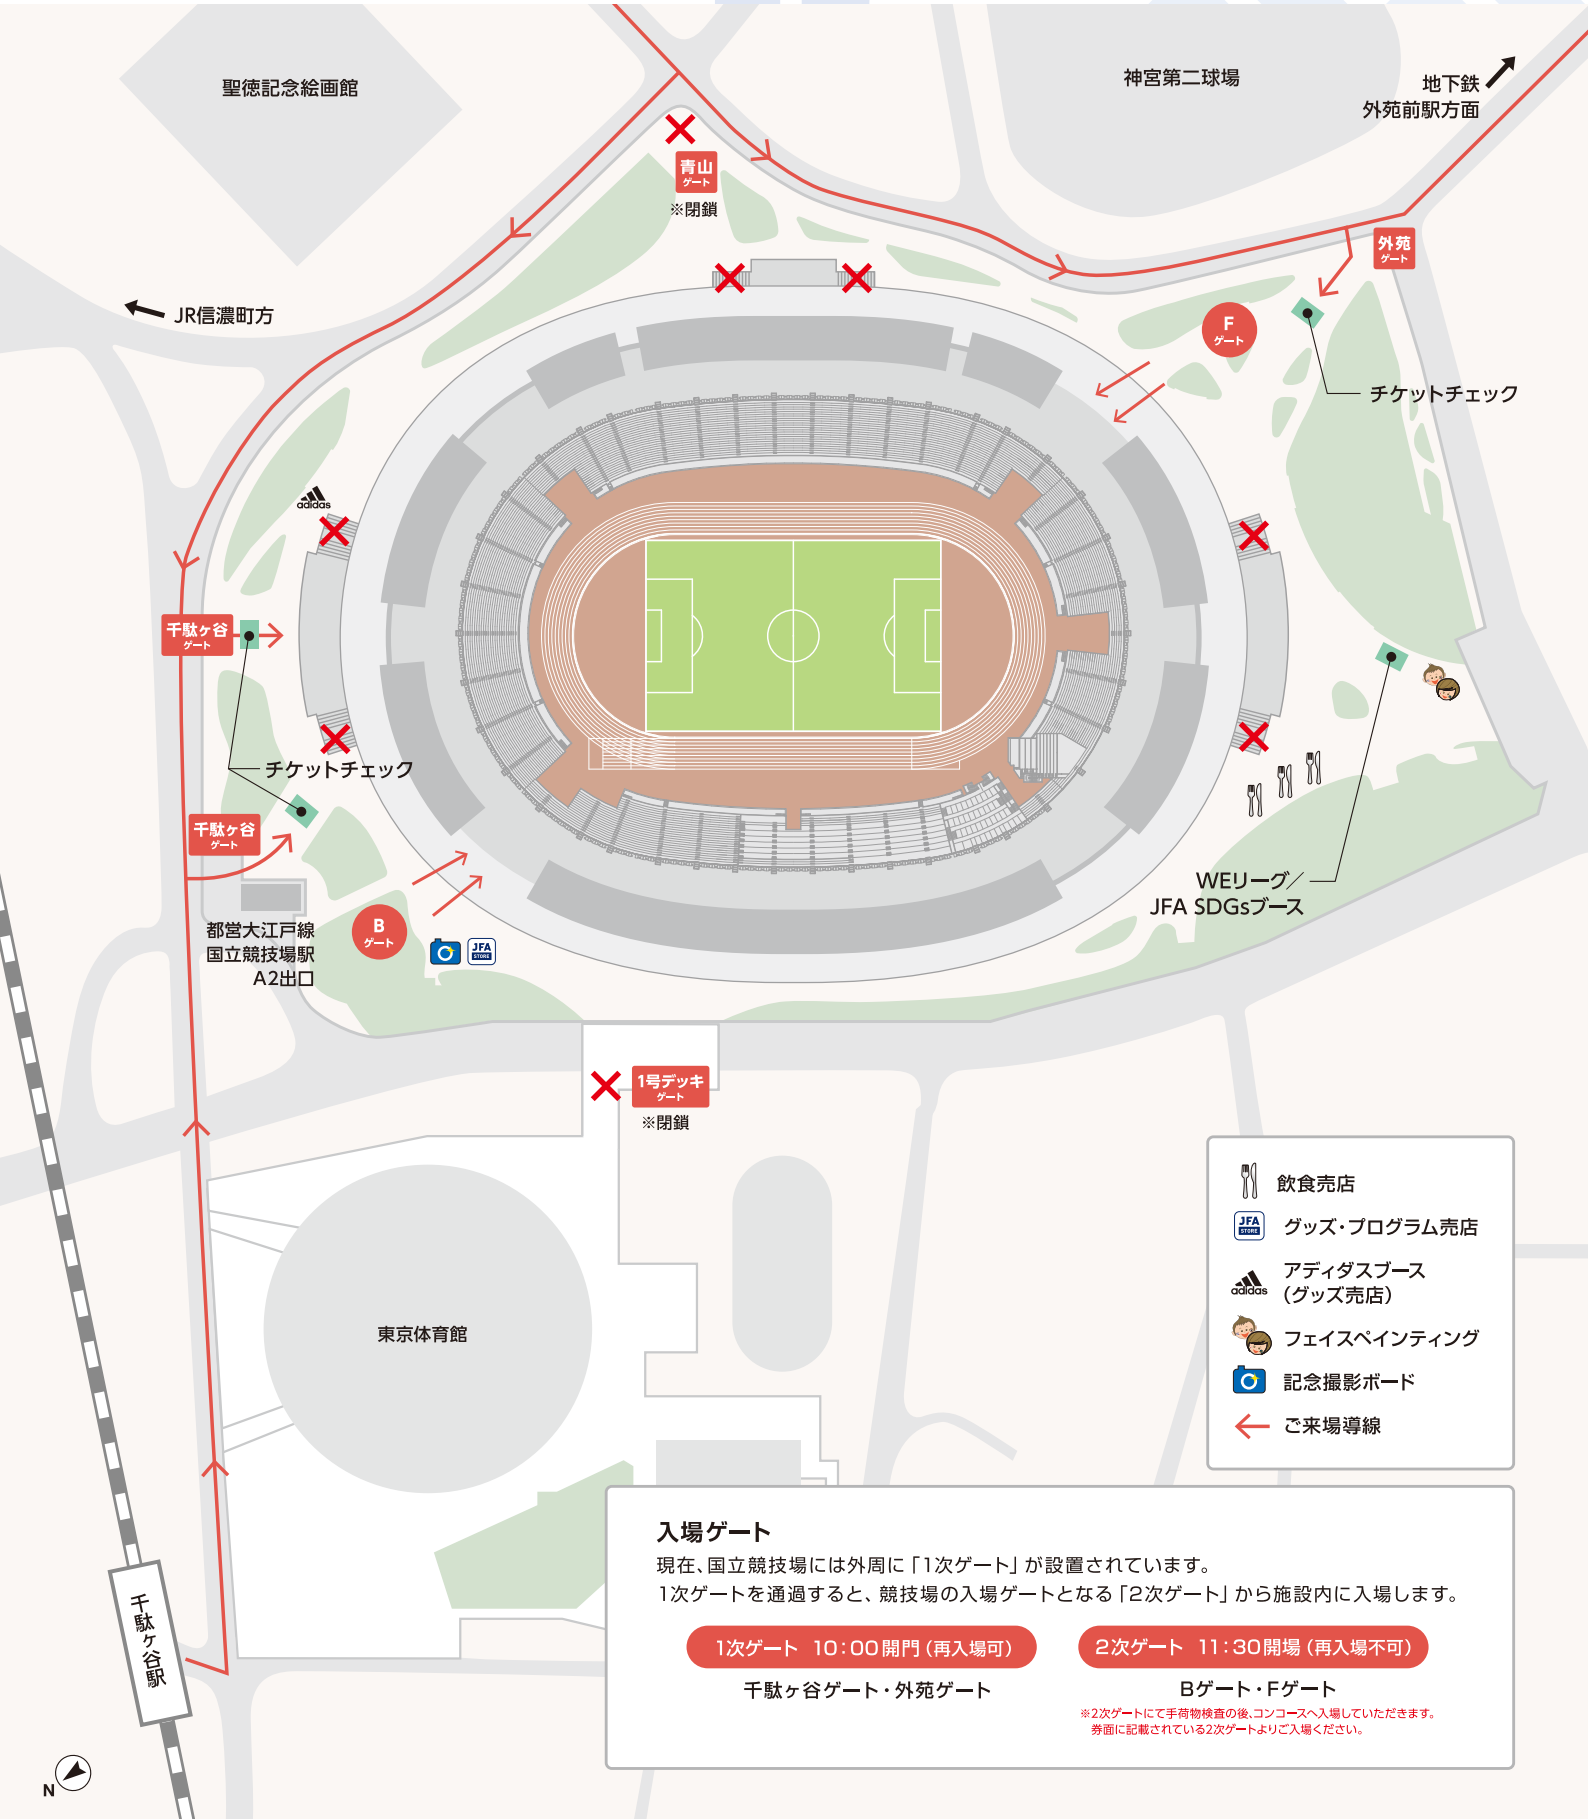 聖徳記念絵画館
神宮第二球場
地下鉄
外苑前駅方面
青山
ゲート
※閉鎖
外苑
ゲート
JR信濃町方
F
ゲート
チケットチェック
adidas
千駄ヶ谷
ゲート
チケットチェック
千駄ヶ谷
ゲート
WEリーグ／
JFA SDGsブース
都営大江戸線
国立競技場駅
A2出口
B
ゲート
JFA
STORE
1号デッキ
ゲート
※閉鎖
飲食売店
JFA
STORE
グッズ・プログラム売店
adidas
アディダスブース
（グッズ売店）
フェイスペインティング
記念撮影ボード
ご来場導線
東京体育館
千駄ヶ谷駅
N
入場ゲート
現在、国立競技場には外周に「1次ゲート」が設置されています。
1次ゲートを通過すると、競技場の入場ゲートとなる「2次ゲート」から施設内に入場します。
1次ゲート 10：00開門（再入場可）
千駄ヶ谷ゲート・外苑ゲート
2次ゲート 11：30開場（再入場不可）
Bゲート・Fゲート
※2次ゲートにて手荷物検査の後、コンコースへ入場していただきます。
券面に記載されている2次ゲートよりご入場ください。